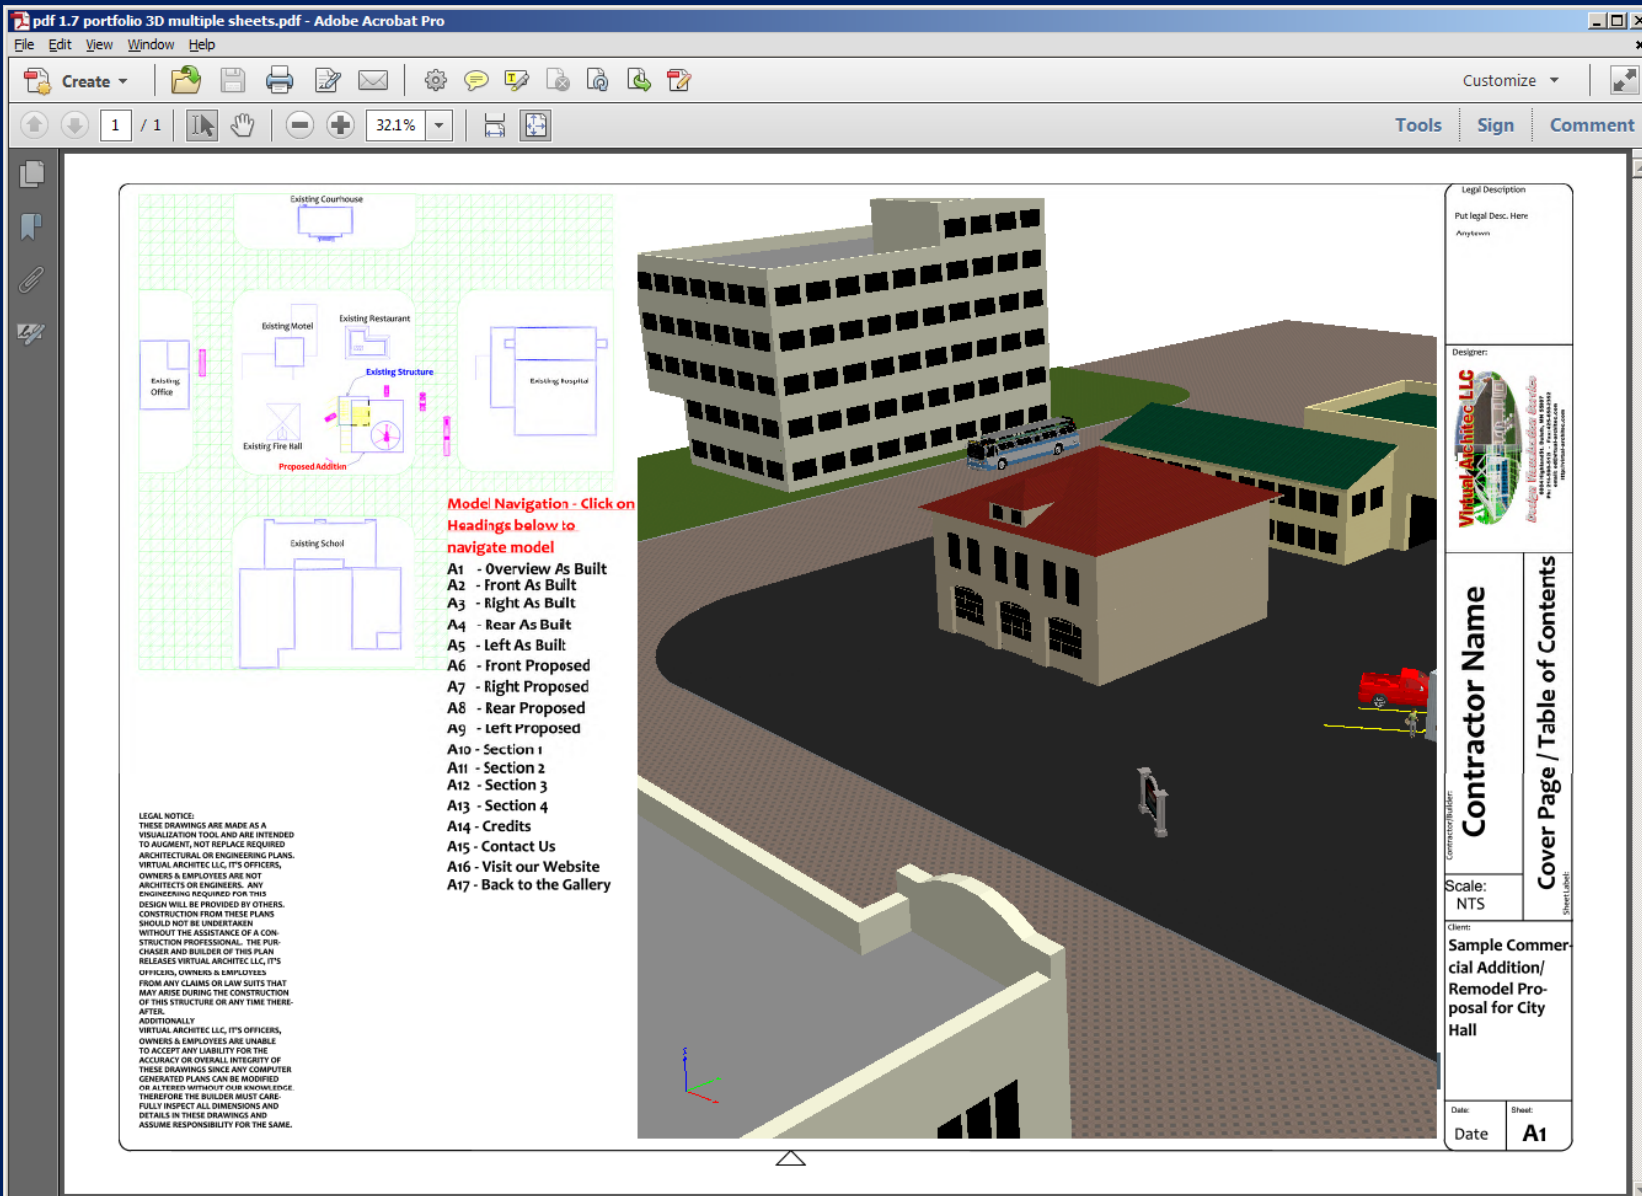 pdf 1.7 portfolio 3D multiple sheets.pdf - Adobe Acrobat Pro
File Edit View Window Help
Create
Customize
1 / 1
32.1%
Tools Sign Comment
Existing Courthouse
Existing Motel
Existing Restaurant
Existing Structure
Existing
Office
Existing Hospital
Existing Fire Hall
Proposed Addition
Existing School
Model Navigation - Click on
Headings below to
navigate model
A1 - Overview As Built
A2 - Front As Built
A3 - Right As Built
A4 - Rear As Built
A5 - Left As Built
A6 - Front Proposed
A7 - Right Proposed
A8 - Rear Proposed
A9 - Left Proposed
A10 - Section 1
A11 - Section 2
A12 - Section 3
A13 - Section 4
A14 - Credits
A15 - Contact Us
A16 - Visit our Website
A17 - Back to the Gallery
LEGAL NOTICE:
THESE DRAWINGS ARE MADE AS A
VISUALIZATION TOOL AND ARE INTENDED
TO AUGMENT, NOT REPLACE REQUIRED
ARCHITECTURAL OR ENGINEERING PLANS.
VIRTUAL ARCHITEC LLC, IT'S OFFICERS,
OWNERS & EMPLOYEES ARE NOT
ARCHITECTS OR ENGINEERS. ANY
ENGINEERING REQUIRED FOR THIS
DESIGN WILL BE PROVIDED BY OTHERS.
CONSTRUCTION FROM THESE PLANS
SHOULD NOT BE UNDERTAKEN
WITHOUT THE ASSISTANCE OF A CON-
STRUCTION PROFESSIONAL. THE PUR-
CHASER AND BUILDER OF THIS PLAN
RELEASES VIRTUAL ARCHITEC LLC, IT'S
OFFICERS, OWNERS & EMPLOYEES
FROM ANY CLAIMS OR LAW SUITS THAT
MAY ARISE DURING THE CONSTRUCTION
OF THIS STRUCTURE OR ANY TIME THERE-
AFTER.
ADDITIONALLY
VIRTUAL ARCHITEC LLC, IT'S OFFICERS,
OWNERS & EMPLOYEES ARE UNABLE
TO ACCEPT ANY LIABILITY FOR THE
ACCURACY OR OVERALL INTEGRITY OF
THESE DRAWINGS SINCE ANY COMPUTER
GENERATED PLANS CAN BE MODIFIED
OR ALTERED WITHOUT OUR KNOWLEDGE.
THEREFORE THE BUILDER MUST CARE-
FULLY INSPECT ALL DIMENSIONS AND
DETAILS IN THESE DRAWINGS AND
ASSUME RESPONSIBILITY FOR THE SAME.
Legal Description
Put legal Desc. Here
Anytown
Designer:
Virtual Architec LLC
Design Visualization Service
Contractor/Builder:
Contractor Name
Cover Page / Table of Contents
Sheet Label:
Scale:
NTS
Client:
Sample Commer-
cial Addition/
Remodel Pro-
posal for City
Hall
Date:
Date
Sheet:
A1